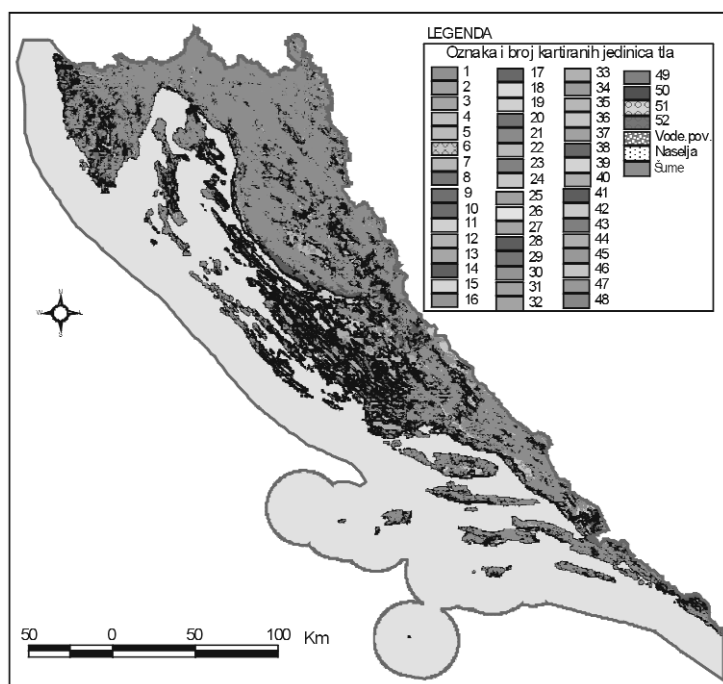 LEGENDA
Oznaka i broj kartiranih jedinica tla
1 17 33 49
2 18 34 50
3 19 35 51
4 20 36 52
5 21 37 Vode.pov.
6 22 38 Naselja
7 23 39 Šume
8 24 40
9 25 41
10 26 42
11 27 43
12 28 44
13 29 45
14 30 46
15 31 47
16 32 48
N
W E
S
50 0 50 100 Km